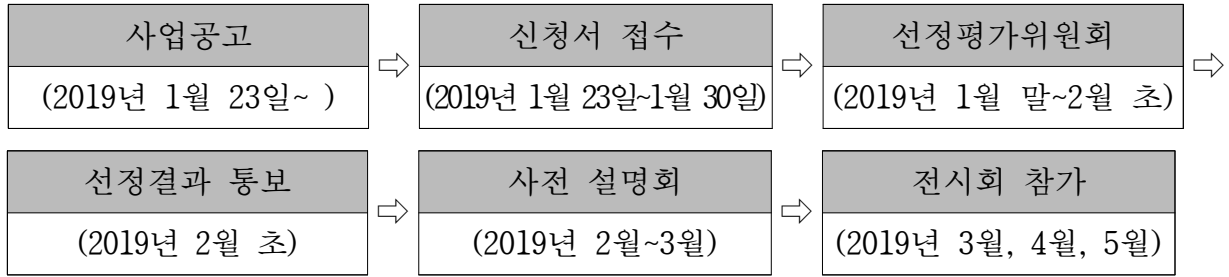 사업공고 ⇨ 신청서 접수 ⇨ 선정평가위원회 ⇨
(2019년 1월 23일~ ) (2019년 1월 23일~1월 30일) (2019년 1월 말~2월 초)
선정결과 통보 ⇨ 사전 설명회 ⇨ 전시회 참가
(2019년 2월 초) (2019년 2월~3월) (2019년 3월, 4월, 5월)